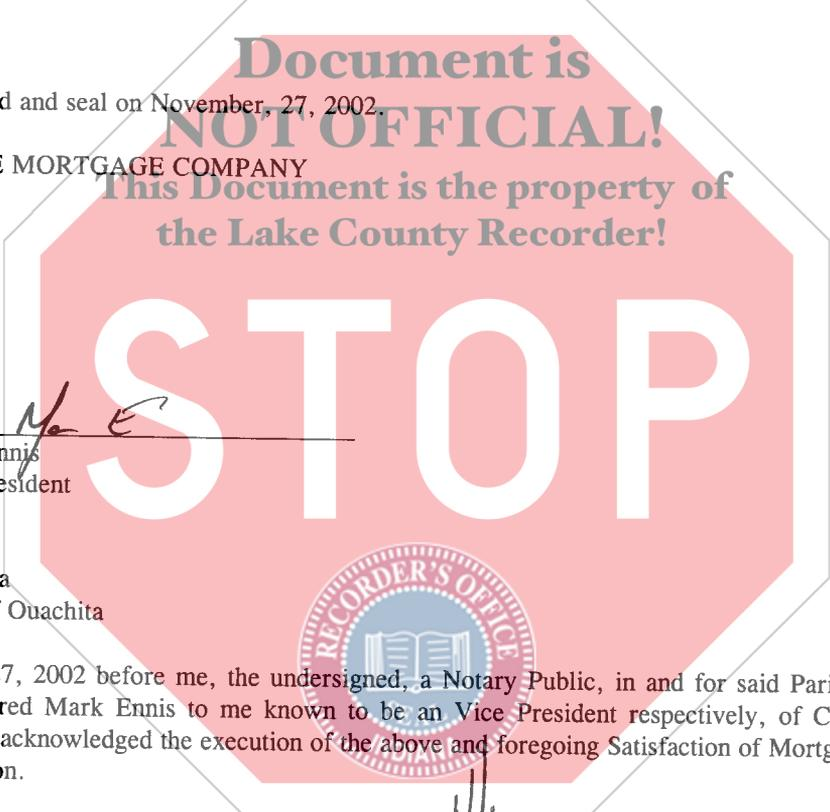 Document is
d and seal on November, 27, 2002.
NOT OFFICIAL!
E MORTGAGE COMPANY
This Document is the property of
the Lake County Recorder!
STOP
nnis
esident
a
Ouachita
RECORDER'S OFFICE
7, 2002 before me, the undersigned, a Notary Public, in and for said Pari
red Mark Ennis to me known to be an Vice President respectively, of C
acknowledged the execution of the above and foregoing Satisfaction of Mortg
on.
INDIANA